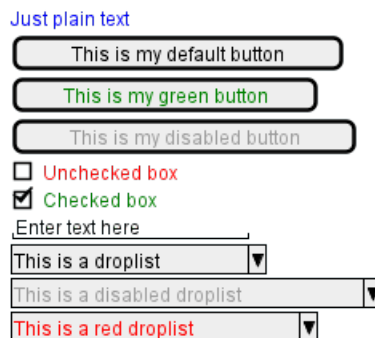 Just plain text
This is my default button
This is my green button
This is my disabled button
Unchecked box
Checked box
Enter text here
This is a droplist
This is a disabled droplist
This is a red droplist